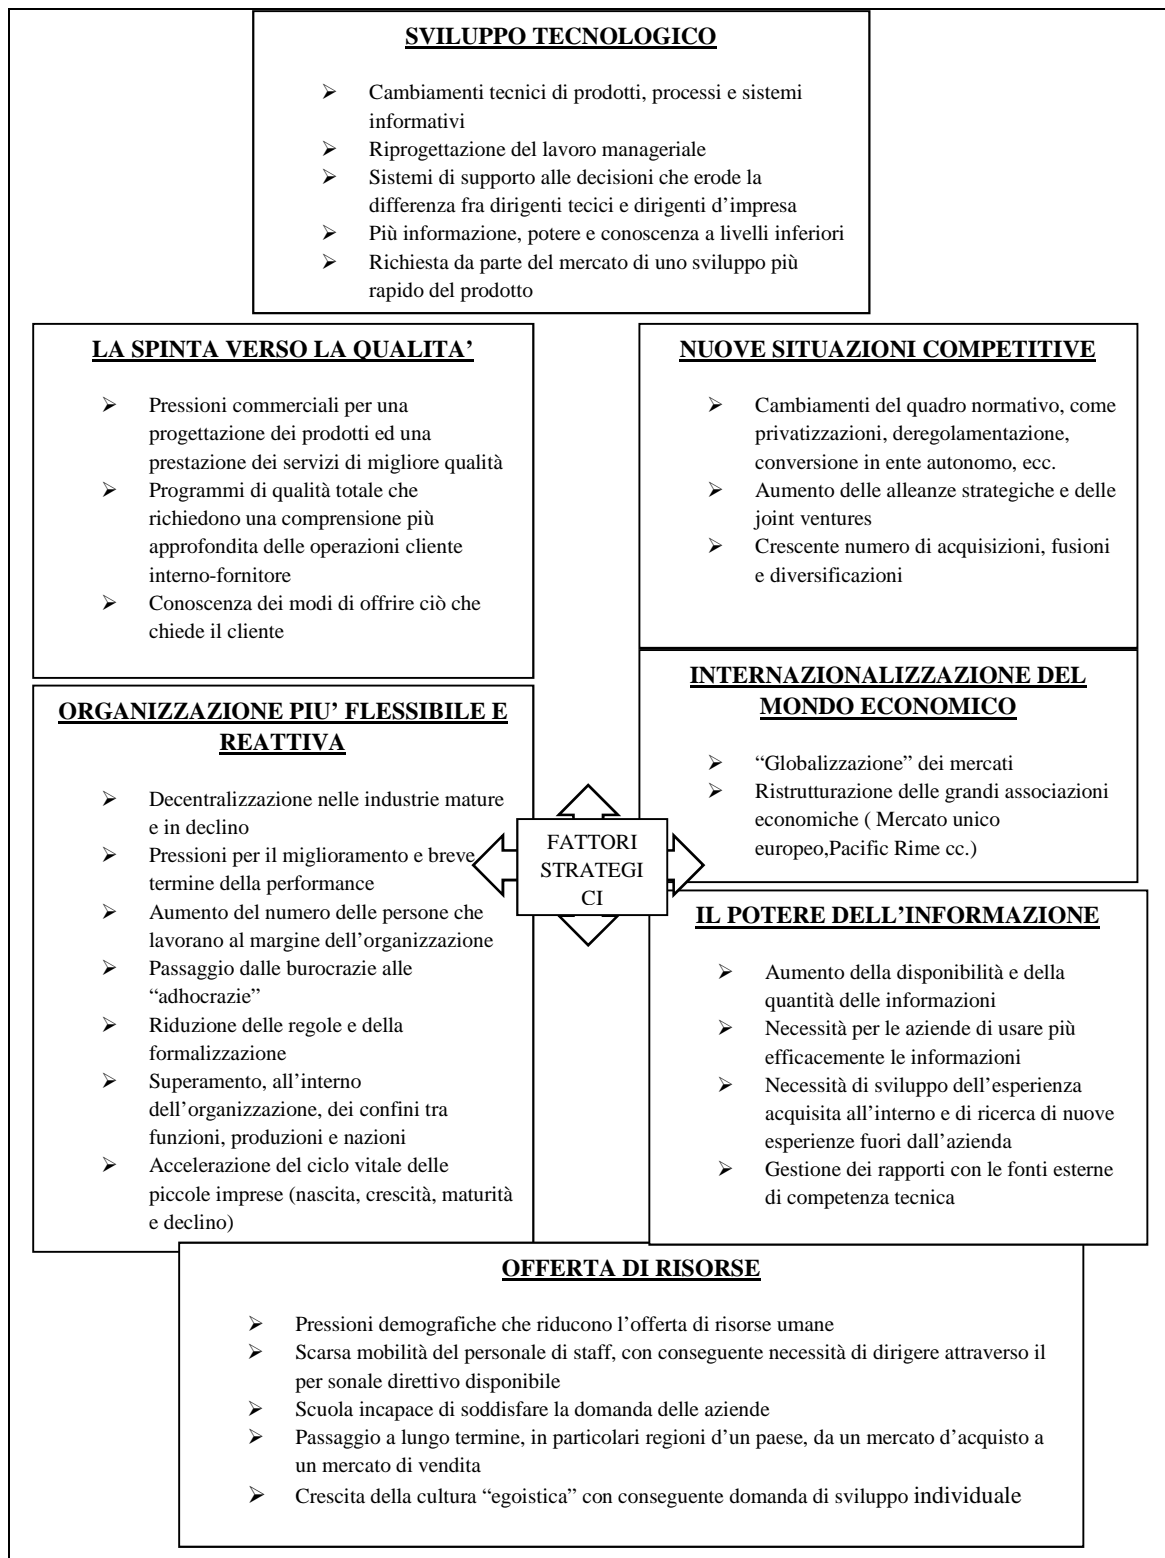 SVILUPPO TECNOLOGICO
➢ Cambiamenti tecnici di prodotti, processi e sistemi
informativi
➢ Riprogettazione del lavoro manageriale
➢ Sistemi di supporto alle decisioni che erode la
differenza fra dirigenti tecici e dirigenti d’impresa
➢ Più informazione, potere e conoscenza a livelli inferiori
➢ Richiesta da parte del mercato di uno sviluppo più
rapido del prodotto
LA SPINTA VERSO LA QUALITA’
➢ Pressioni commerciali per una
progettazione dei prodotti ed una
prestazione dei servizi di migliore qualità
➢ Programmi di qualità totale che
richiedono una comprensione più
approfondita delle operazioni cliente
interno-fornitore
➢ Conoscenza dei modi di offrire ciò che
chiede il cliente
NUOVE SITUAZIONI COMPETITIVE
➢ Cambiamenti del quadro normativo, come
privatizzazioni, deregolamentazione,
conversione in ente autonomo, ecc.
➢ Aumento delle alleanze strategiche e delle
joint ventures
➢ Crescente numero di acquisizioni, fusioni
e diversificazioni
ORGANIZZAZIONE PIU’ FLESSIBILE E
REATTIVA
➢ Decentralizzazione nelle industrie mature
e in declino
➢ Pressioni per il miglioramento e breve
termine della performance
➢ Aumento del numero delle persone che
lavorano al margine dell’organizzazione
➢ Passaggio dalle burocrazie alle
“adhocrazie”
➢ Riduzione delle regole e della
formalizzazione
➢ Superamento, all’interno
dell’organizzazione, dei confini tra
funzioni, produzioni e nazioni
➢ Accelerazione del ciclo vitale delle
piccole imprese (nascita, crescità, maturità
e declino)
FATTORI
STRATEGI
CI
INTERNAZIONALIZZAZIONE DEL
MONDO ECONOMICO
➢ “Globalizzazione” dei mercati
➢ Ristrutturazione delle grandi associazioni
economiche ( Mercato unico
europeo,Pacific Rime cc.)
IL POTERE DELL’INFORMAZIONE
➢ Aumento della disponibilità e della
quantità delle informazioni
➢ Necessità per le aziende di usare più
efficacemente le informazioni
➢ Necessità di sviluppo dell’esperienza
acquisita all’interno e di ricerca di nuove
esperienze fuori dall’azienda
➢ Gestione dei rapporti con le fonti esterne
di competenza tecnica
OFFERTA DI RISORSE
➢ Pressioni demografiche che riducono l’offerta di risorse umane
➢ Scarsa mobilità del personale di staff, con conseguente necessità di dirigere attraverso il
per sonale direttivo disponibile
➢ Scuola incapace di soddisfare la domanda delle aziende
➢ Passaggio a lungo termine, in particolari regioni d’un paese, da un mercato d’acquisto a
un mercato di vendita
➢ Crescita della cultura “egoistica” con conseguente domanda di sviluppo individuale